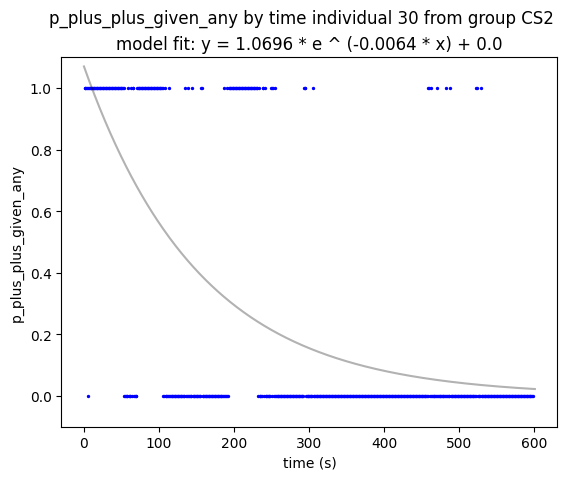 p_plus_plus_given_any by time individual 30 from group CS2
model fit: y = 1.0696 * e ^ (-0.0064 * x) + 0.0
1.0
0.8
0.6
0.4
0.2
0.0
p_plus_plus_given_any
0 100 200 300 400 500 600
time (s)